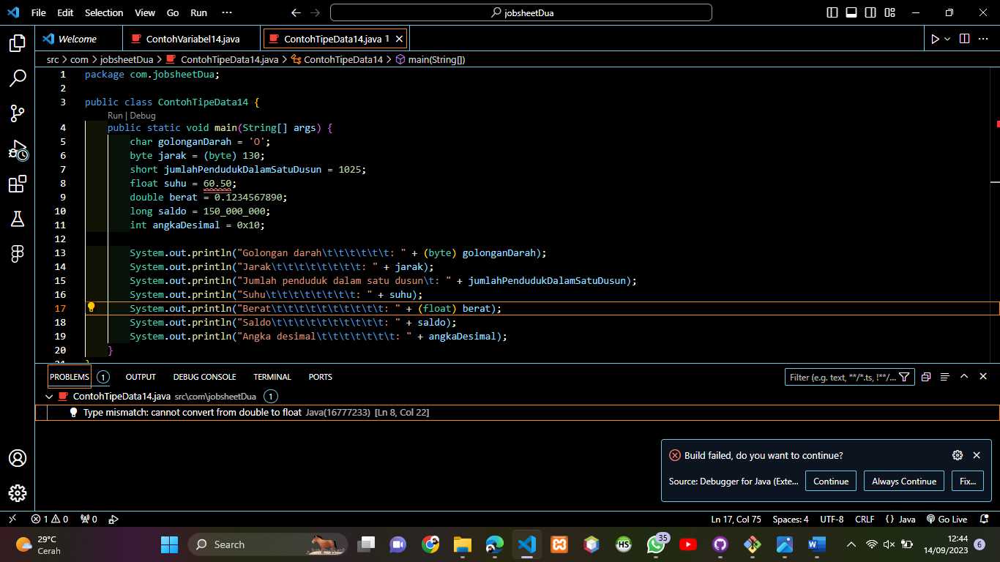 File Edit Selection View Go Run ··· jobsheetDua
Welcome ContohVariabel14.java ContohTipeData14.java 1
src > com > jobsheetDua > ContohTipeData14.java > ContohTipeData14 > main(String[])
1 package com.jobsheetDua;
2
3 public class ContohTipeData14 {
Run | Debug
4 public static void main(String[] args) {
5 char golonganDarah = 'O';
6 byte jarak = (byte) 130;
7 short jumlahPendudukDalamSatuDusun = 1025;
8 float suhu = 60.50;
9 double berat = 0.1234567890;
10 long saldo = 150_000_000;
11 int angkaDesimal = 0x10;
12
13 System.out.println("Golongan darah\t\t\t\t\t\t: " + (byte) golonganDarah);
14 System.out.println("Jarak\t\t\t\t\t\t\t\t: " + jarak);
15 System.out.println("Jumlah penduduk dalam satu dusun\t: " + jumlahPendudukDalamSatuDusun);
16 System.out.println("Suhu\t\t\t\t\t\t\t\t: " + suhu);
17 System.out.println("Berat\t\t\t\t\t\t\t\t\t\t: " + (float) berat);
18 System.out.println("Saldo\t\t\t\t\t\t\t\t\t\t: " + saldo);
19 System.out.println("Angka desimal\t\t\t\t\t\t\t: " + angkaDesimal);
20 }
21 }
PROBLEMS 1 OUTPUT DEBUG CONSOLE TERMINAL PORTS Filter (e.g. text, **/*.ts, !**/...
ContohTipeData14.java src\com\jobsheetDua 1
Type mismatch: cannot convert from double to float Java(16777233) [Ln 8, Col 22]
Build failed, do you want to continue?
Source: Debugger for Java (Exte... Continue Always Continue Fix...
1 0 0 Ln 17, Col 75 Spaces: 4 UTF-8 CRLF {} Java Go Live
29°C
Cerah
Search
HS
35
12:44
14/09/2023
6